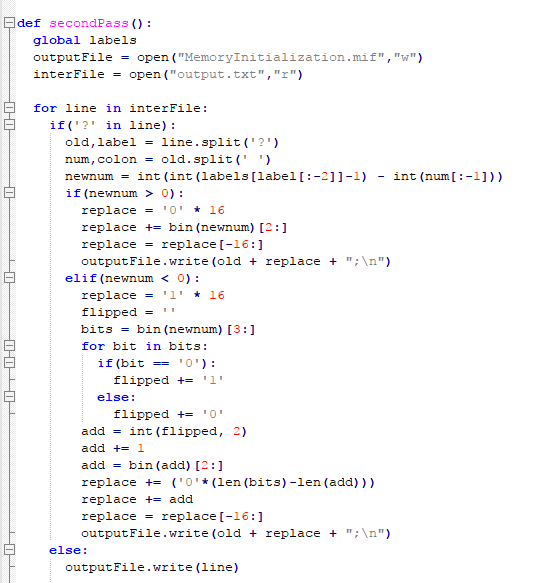 def secondPass():
global labels
outputFile = open("MemoryInitialization.mif","w")
interFile = open("output.txt","r")
for line in interFile:
if('?' in line):
old,label = line.split('?')
num,colon = old.split(' ')
newnum = int(int(labels[label[:-2]]-1) - int(num[:-1]))
if(newnum > 0):
replace = '0' * 16
replace += bin(newnum)[2:]
replace = replace[-16:]
outputFile.write(old + replace + ";\n")
elif(newnum < 0):
replace = '1' * 16
flipped = ''
bits = bin(newnum)[3:]
for bit in bits:
if(bit == '0'):
flipped += '1'
else:
flipped += '0'
add = int(flipped, 2)
add += 1
add = bin(add)[2:]
replace += ('0'*(len(bits)-len(add)))
replace += add
replace = replace[-16:]
outputFile.write(old + replace + ";\n")
else:
outputFile.write(line)